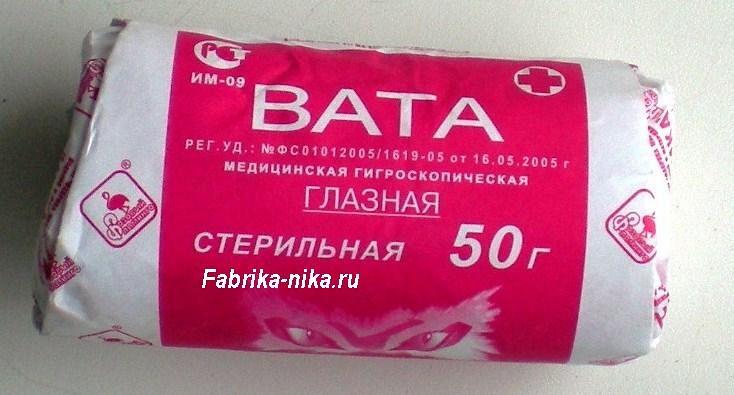 РСТ
ИМ-09
ВАТА
РЕГ.УД.: №ФС01012005/1619-05 от 16.05.2005 г
МЕДИЦИНСКАЯ ГИГРОСКОПИЧЕСКАЯ
ГЛАЗНАЯ
СТЕРИЛЬНАЯ 50 г
Fabrika-nika.ru
®
®